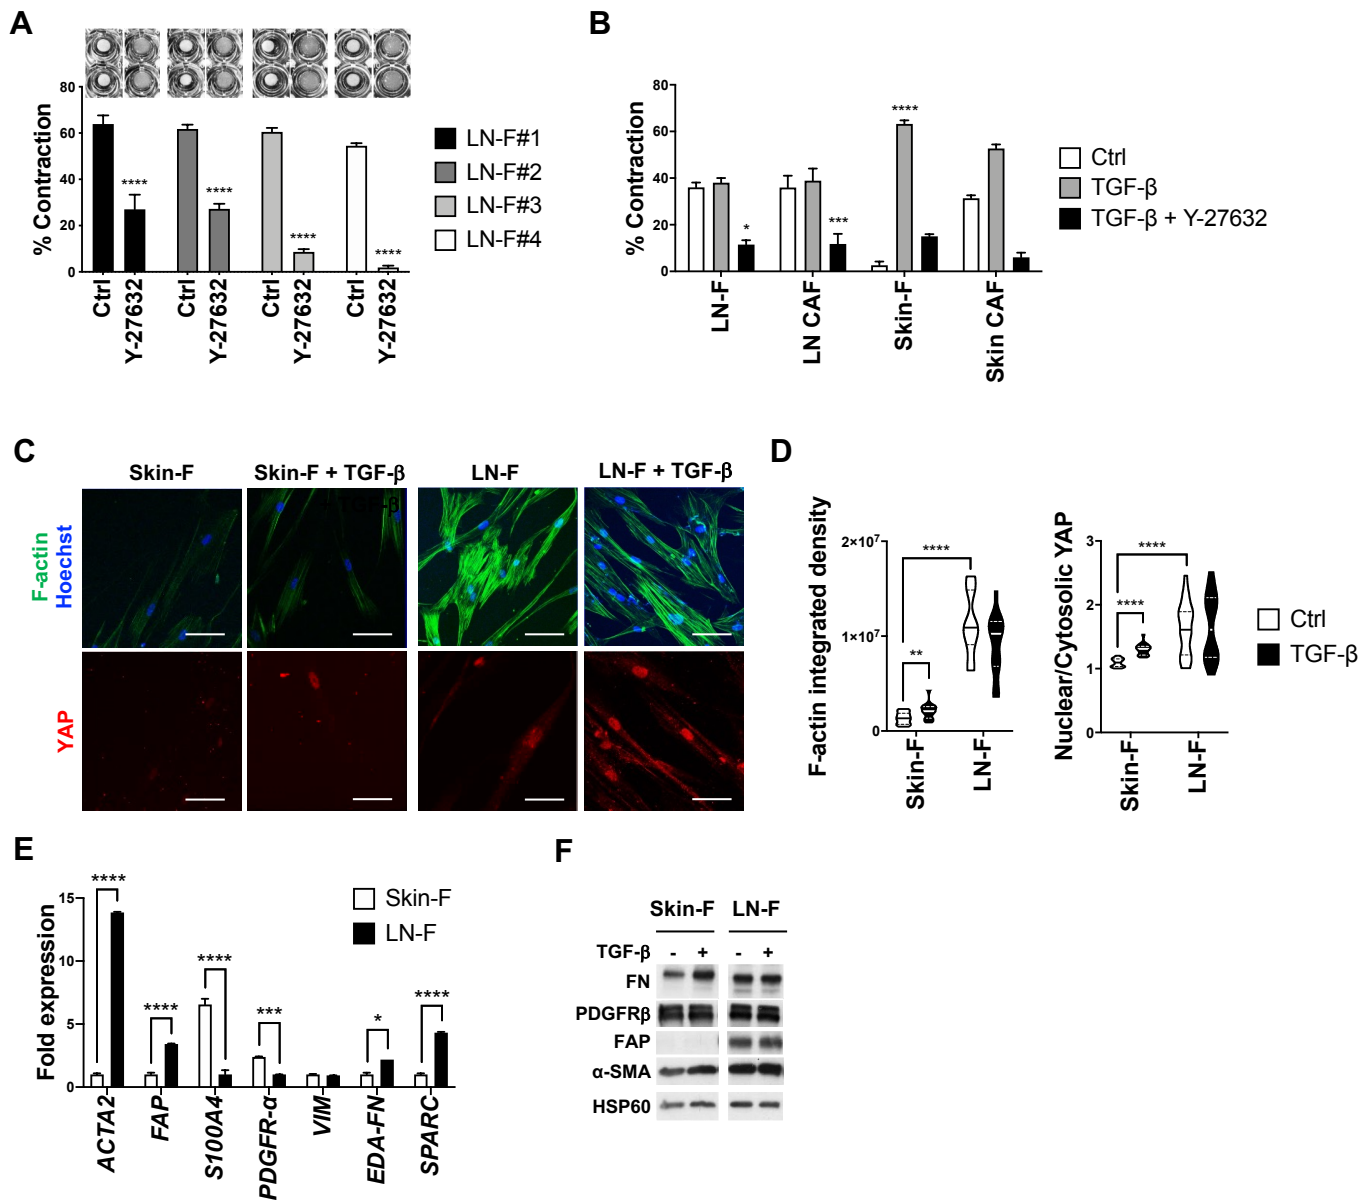 A
80
60
40
20
0
% Contraction
Ctrl
Y-27632
Ctrl
Y-27632
Ctrl
Y-27632
Ctrl
Y-27632
****
****
****
****
LN-F#1
LN-F#2
LN-F#3
LN-F#4
B
80
60
40
20
0
% Contraction
*
***
****
LN-F
LN CAF
Skin-F
Skin CAF
Ctrl
TGF-β
TGF-β + Y-27632
C
Skin-F
Skin-F + TGF-β
LN-F
LN-F + TGF-β
+ TGF-β
F-actin
Hoechst
YAP
D
F-actin integrated density
2×10⁷
1×10⁷
0
****
**
Skin-F
LN-F
Nuclear/Cytosolic YAP
3
2
1
0
****
****
Skin-F
LN-F
Ctrl
TGF-β
E
Fold expression
15
10
5
0
****
****
****
***
*
****
ACTA2
FAP
S100A4
PDGFR-α
VIM
EDA-FN
SPARC
Skin-F
LN-F
F
Skin-F LN-F
TGF-β - + - +
FN
PDGFRβ
FAP
α-SMA
HSP60